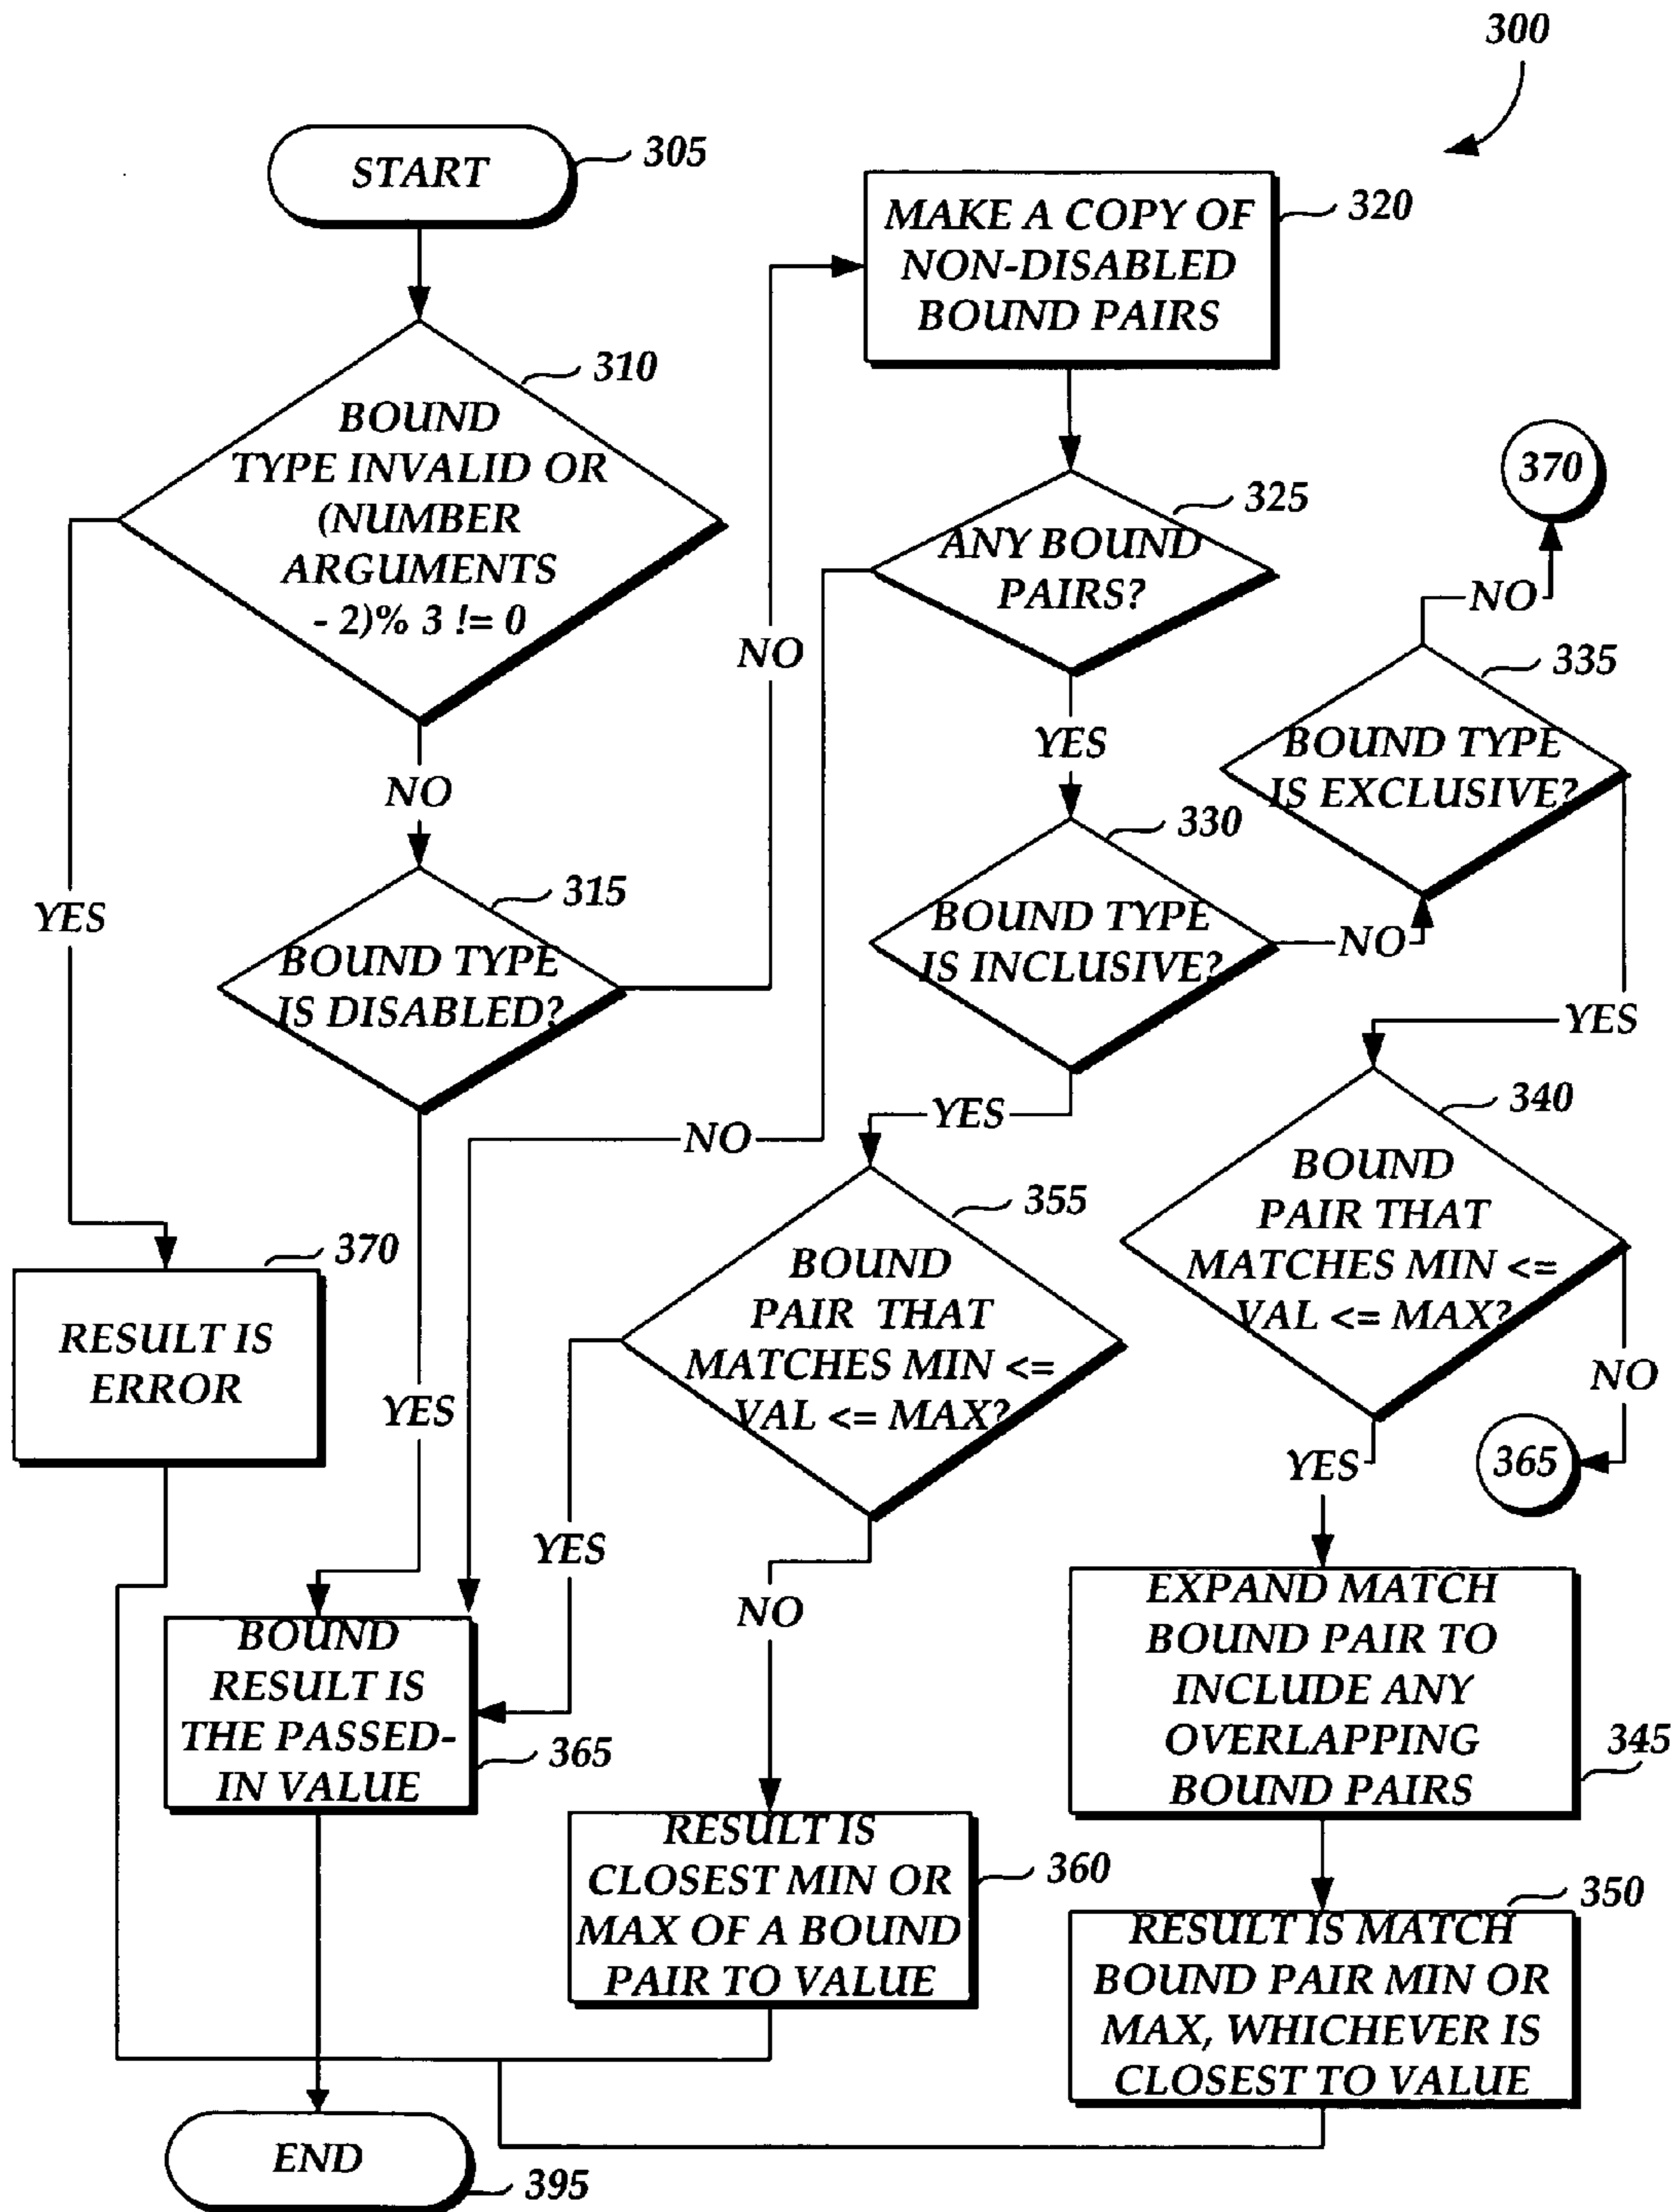 300
START
305
310
BOUND
TYPE INVALID OR
(NUMBER
ARGUMENTS
- 2)% 3 != 0
YES
NO
315
BOUND TYPE
IS DISABLED?
NO
YES
MAKE A COPY OF
NON-DISABLED
BOUND PAIRS
320
325
ANY BOUND
PAIRS?
NO
YES
330
BOUND TYPE
IS INCLUSIVE?
NO
YES
370
NO
335
BOUND TYPE
IS EXCLUSIVE?
YES
340
BOUND
PAIR THAT
MATCHES MIN <=
VAL <= MAX?
NO
365
YES
355
BOUND
PAIR THAT
MATCHES MIN <=
VAL <= MAX?
YES
NO
370
RESULT IS
ERROR
BOUND
RESULT IS
THE PASSED-
IN VALUE
365
RESULT IS
CLOSEST MIN OR
MAX OF A BOUND
PAIR TO VALUE
360
EXPAND MATCH
BOUND PAIR TO
INCLUDE ANY
OVERLAPPING
BOUND PAIRS
345
350
RESULT IS MATCH
BOUND PAIR MIN OR
MAX, WHICHEVER IS
CLOSEST TO VALUE
END
395